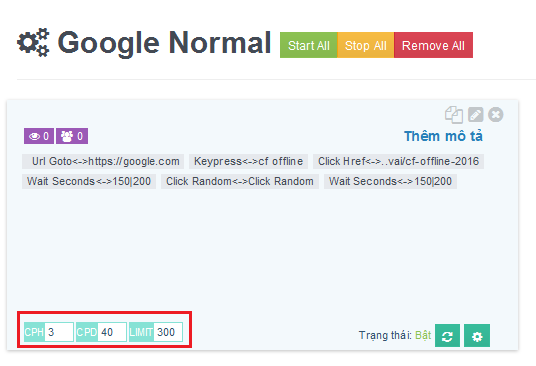 Google Normal Start All Stop All Remove All
0 0 Thêm mô tả
Url Goto<->https://google.com Keypress<->cf offline Click Href<->..vai/cf-offline-2016
Wait Seconds<->150|200 Click Random<->Click Random Wait Seconds<->150|200
CPH 3 CPD 40 LIMIT 300 Trạng thái: Bật